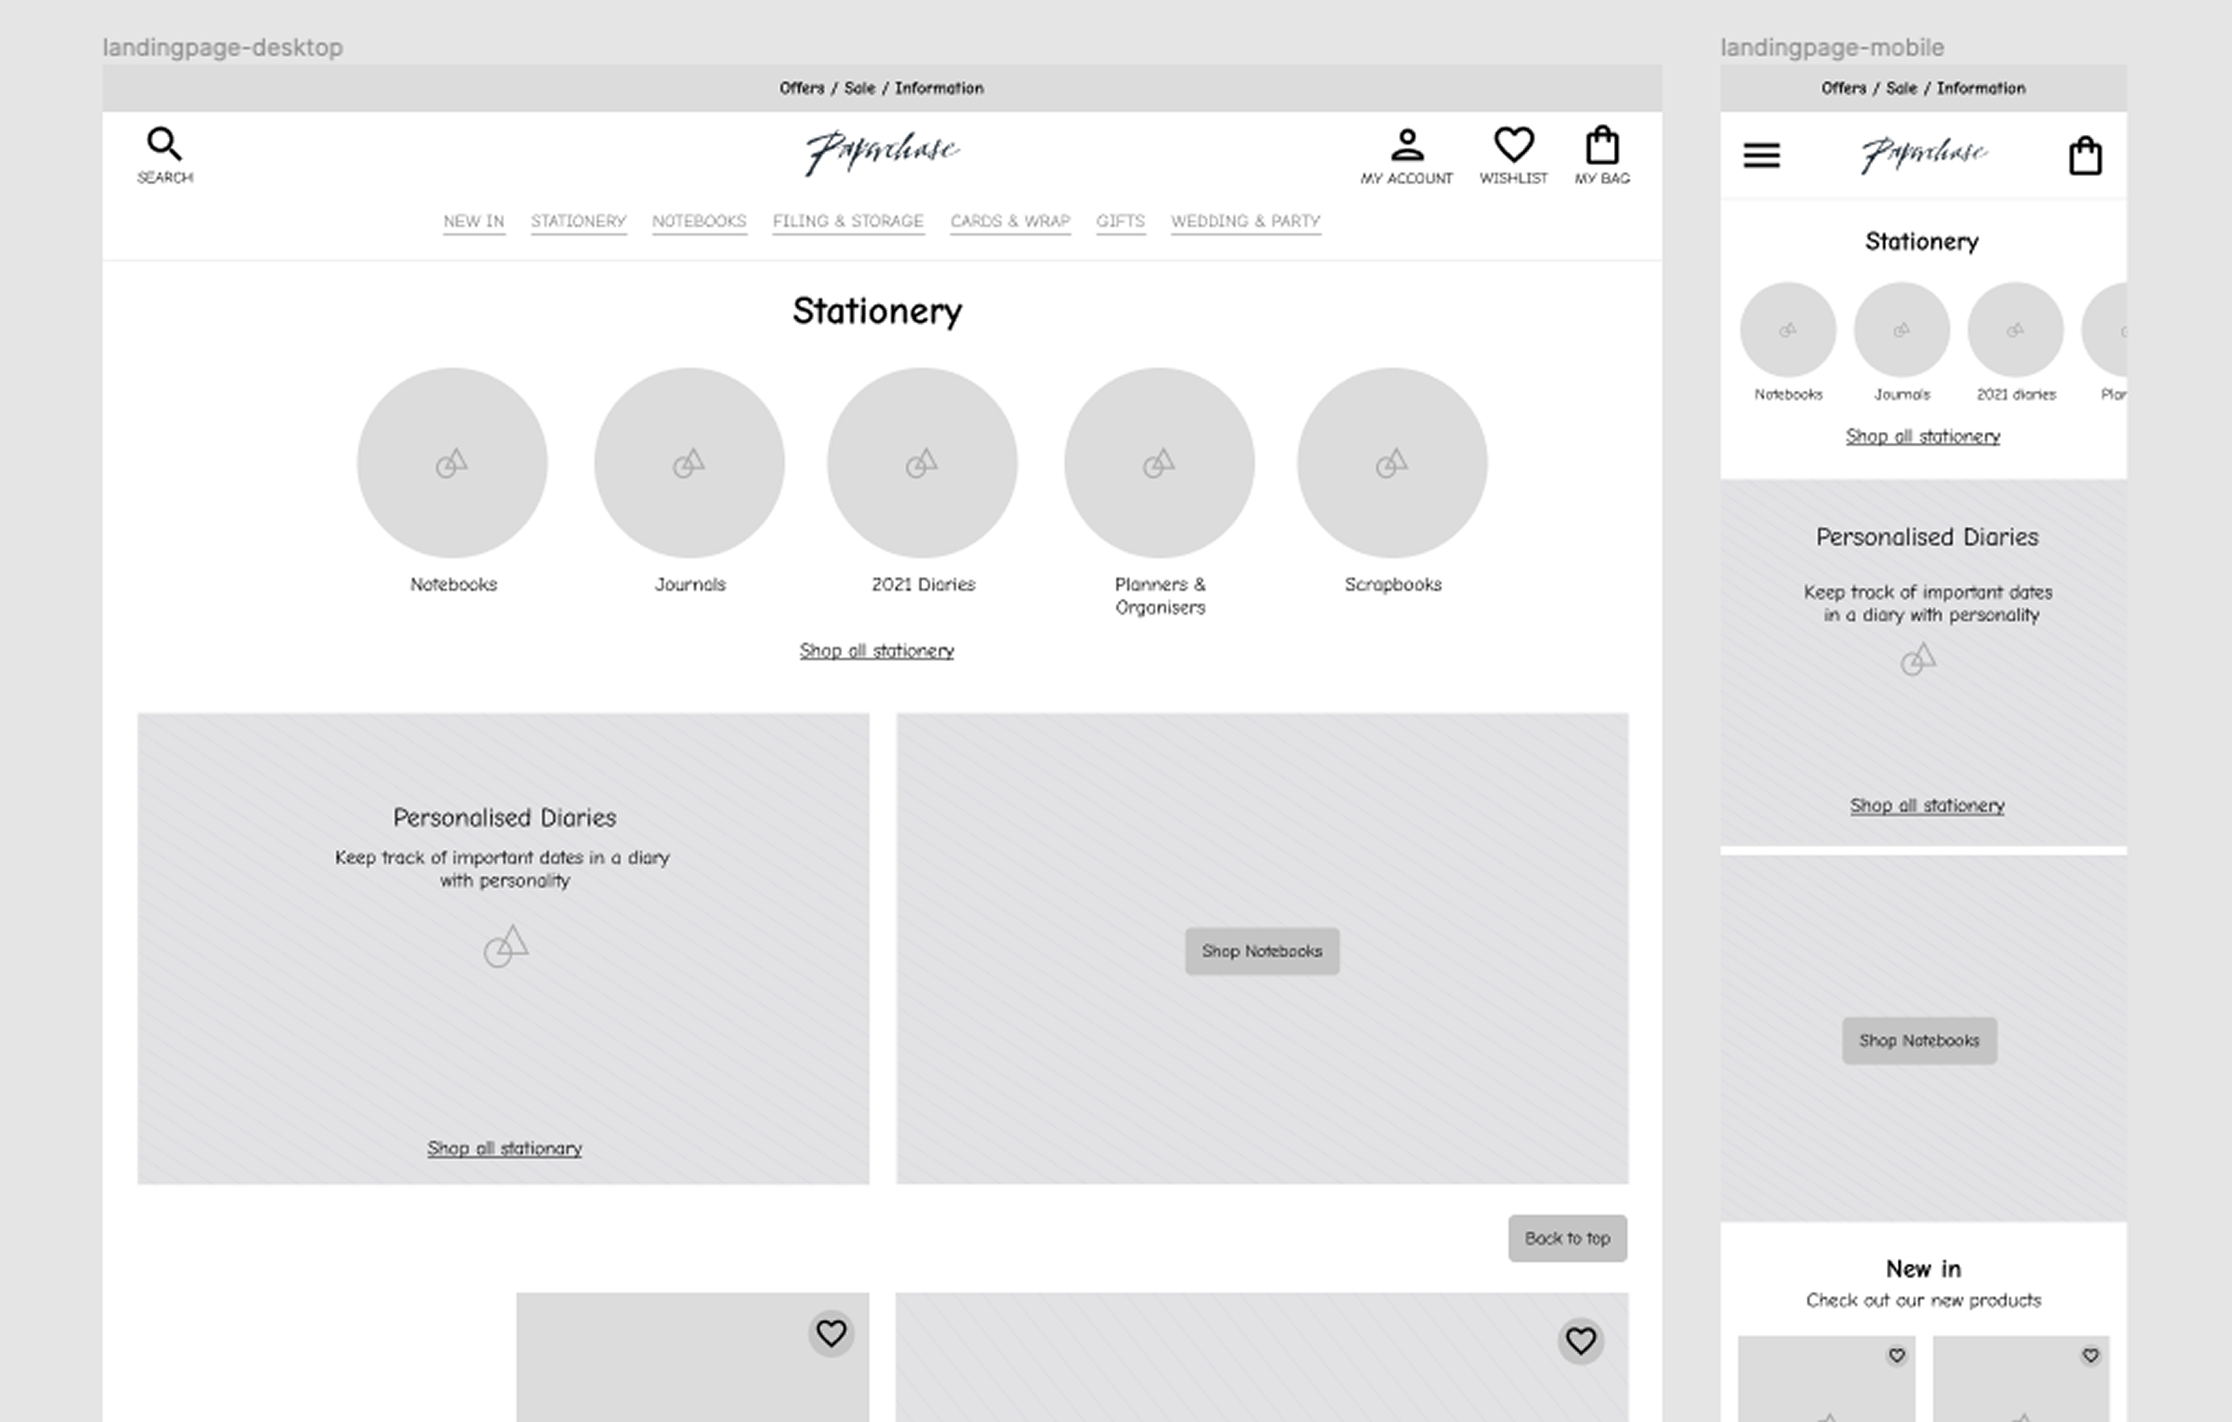 landingpage-desktop
Offers / Sale / Information
SEARCH
Paperchase
MY ACCOUNT
WISHLIST
MY BAG
NEW IN
STATIONERY
NOTEBOOKS
FILING & STORAGE
CARDS & WRAP
GIFTS
WEDDING & PARTY
Stationery
Notebooks
Journals
2021 Diaries
Planners &
Organisers
Scrapbooks
Shop all stationery
Personalised Diaries
Keep track of important dates in a diary
with personality
Shop all stationary
Shop Notebooks
Back to top
landingpage-mobile
Offers / Sale / Information
Paperchase
Stationery
Notebooks
Journals
2021 diaries
Plan
Shop all stationery
Personalised Diaries
Keep track of important dates
in a diary with personality
Shop all stationery
Shop Notebooks
New in
Check out our new products